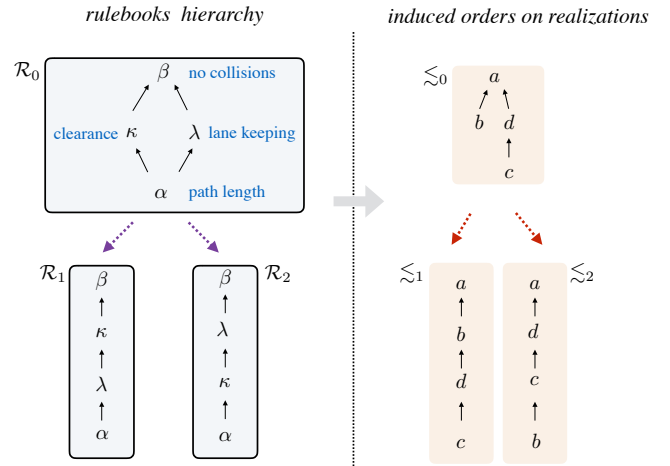 rulebooks hierarchy
induced orders on realizations
R₀
β no collisions
clearance κ
λ lane keeping
α path length
≲₀
a
b d
c
R₁
β
κ
λ
α
R₂
β
λ
κ
α
≲₁
a
b
d
c
≲₂
a
d
c
b